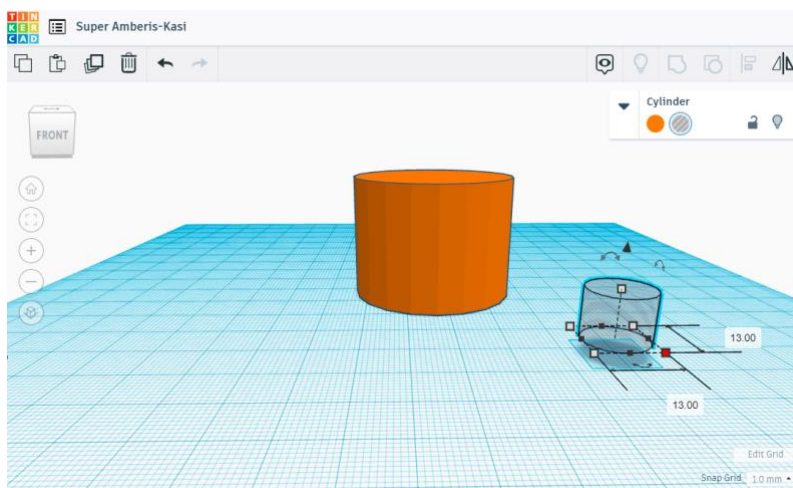 TIN
KER
CAD
Super Amberis-Kasi
Cylinder
FRONT
13.00
13.00
Edit Grid
Snap Grid 1.0 mm